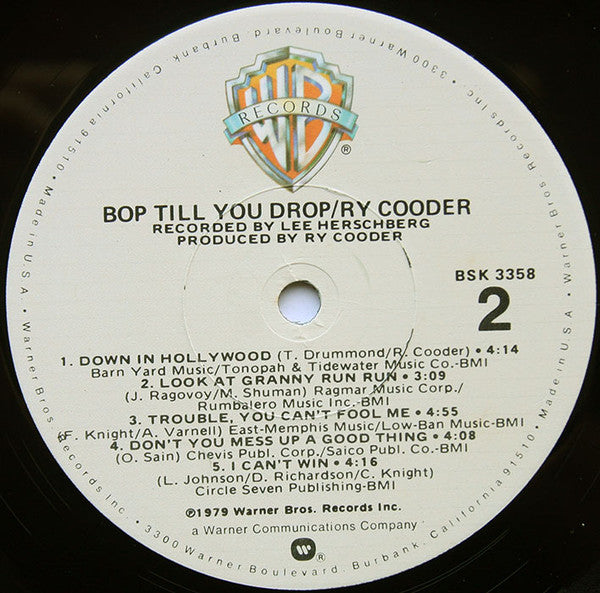 3300 Warner Boulevard, Burbank, California 91510 • Made in U.S.A. • Warner Bros. Records Inc. • 3300 Warner Boulevard, Burbank, California 91510 • Made in U.S.A. • Warner Bros. Records Inc. •
WB
RECORDS
®
BOP TILL YOU DROP/RY COODER
RECORDED BY LEE HERSCHBERG
PRODUCED BY RY COODER
BSK 3358
2
1. DOWN IN HOLLYWOOD (T. Drummond/R. Cooder) • 4:14
Barn Yard Music/Tonopah & Tidewater Music Co.-BMI
2. LOOK AT GRANNY RUN RUN • 3:09
(J. Ragovoy/M. Shuman) Ragmar Music Corp./
Rumbalero Music Inc.-BMI
3. TROUBLE, YOU CAN'T FOOL ME • 4:55
(F. Knight/A. Varnell) East-Memphis Music/Low-Ban Music-BMI
4. DON'T YOU MESS UP A GOOD THING • 4:08
(O. Sain) Chevis Publ. Corp./Saico Publ. Co.-BMI
5. I CAN'T WIN • 4:16
(L. Johnson/D. Richardson/C. Knight)
Circle Seven Publishing-BMI
℗1979 Warner Bros. Records Inc.
a Warner Communications Company